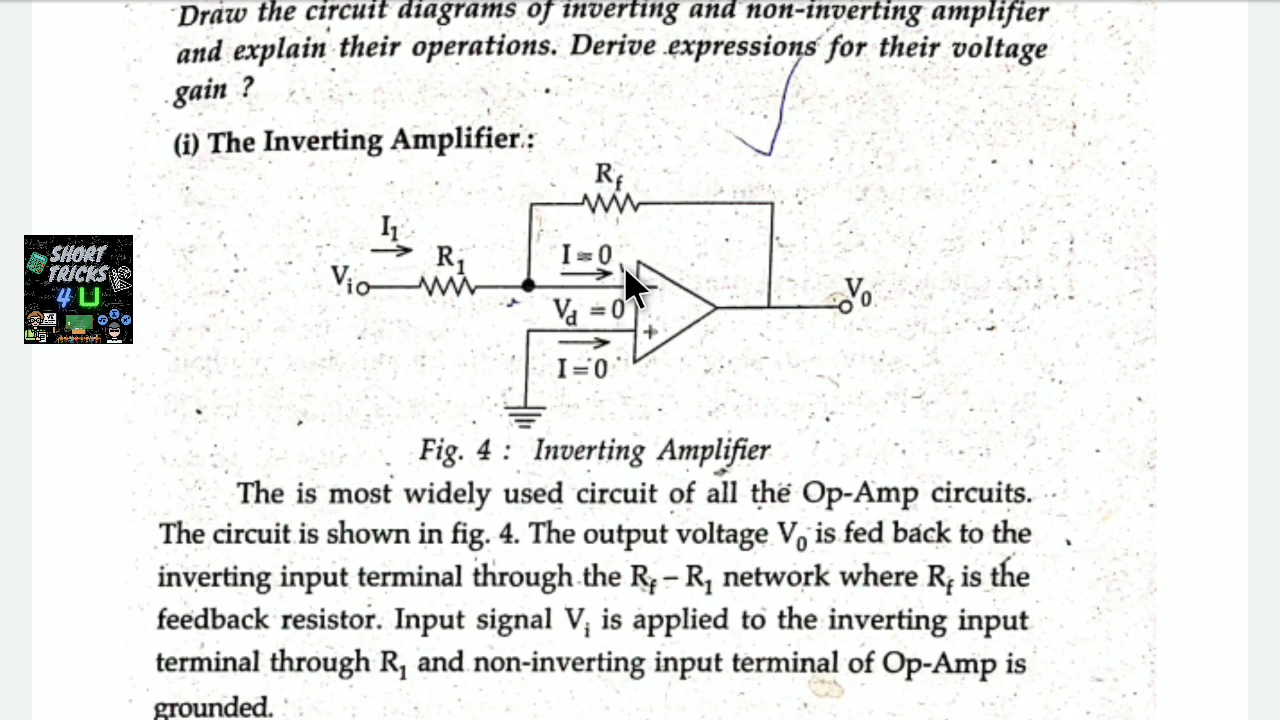 Draw the circuit diagrams of inverting and non-inverting amplifier
and explain their operations. Derive expressions for their voltage
gain ?
(i) The Inverting Amplifier :
Rf
I1
R1
I = 0
Vi
Vd = 0
V0
+
I = 0
SHORT
TRICKS
4 U
Fig. 4 : Inverting Amplifier
The is most widely used circuit of all the Op-Amp circuits.
The circuit is shown in fig. 4. The output voltage V0 is fed back to the
inverting input terminal through the Rf – R1 network where Rf is the
feedback resistor. Input signal Vi is applied to the inverting input
terminal through R1 and non-inverting input terminal of Op-Amp is
grounded.